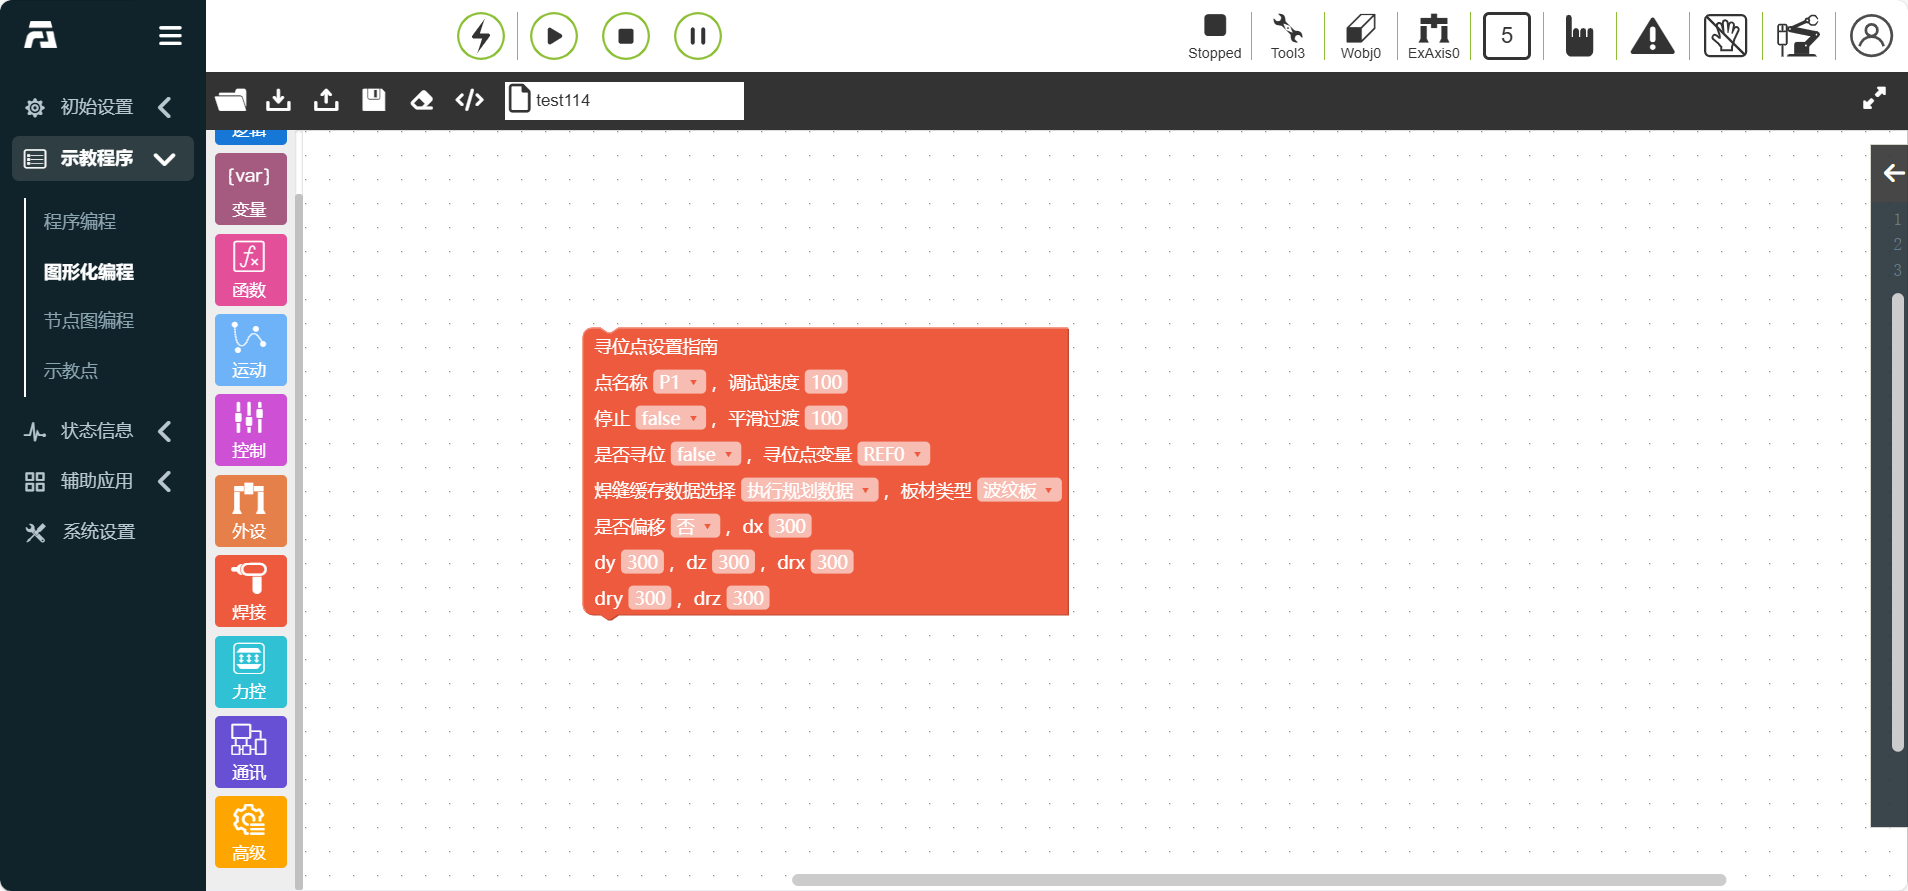 Stopped
Tool3
Wobj0
ExAxis0
5
test114
初始设置
示教程序
程序编程
图形化编程
节点图编程
示教点
状态信息
辅助应用
系统设置
逻辑
[var]
变量
函数
运动
控制
外设
焊接
力控
通讯
高级
寻位点设置指南
点名称 P1 ， 调试速度 100
停止 false ， 平滑过渡 100
是否寻位 false ， 寻位点变量 REF0
焊缝缓存数据选择 执行规划数据 ， 板材类型 波纹板
是否偏移 否 ， dx 300
dy 300 ， dz 300 ， drx 300
dry 300 ， drz 300
1
2
3